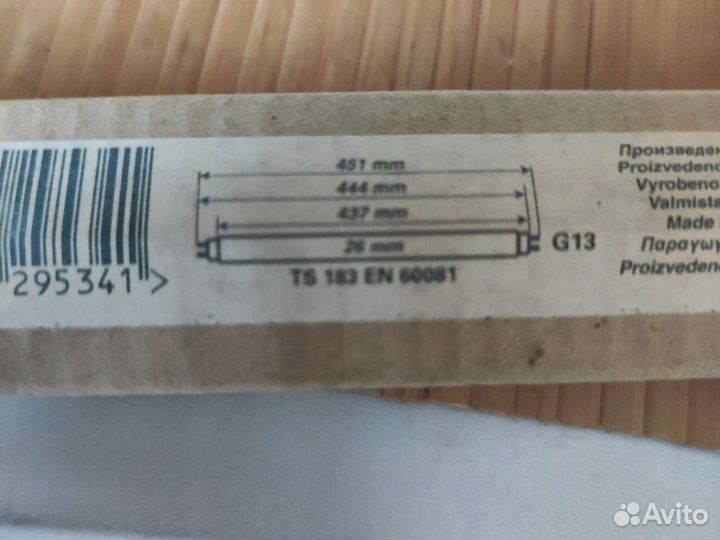 451 mm
444 mm
437 mm
26 mm
G13
TS 183 EN 60081
295341>
Произведен
Proizvedeno
Vyrobeno
Valmista
Made
Παραγωγ
Proizveden
Avito